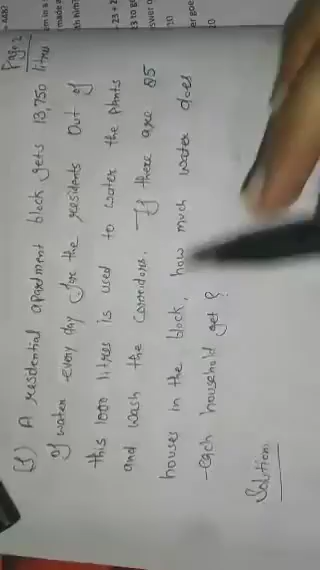 Page 2
(1) A residential apartment block gets 13,750 litres
of water every day for the residents Out of
this 1000 litres is used to water the plants
and wash the corridors. If there are 85
houses in the block, how much water does
each household get ?
Solution